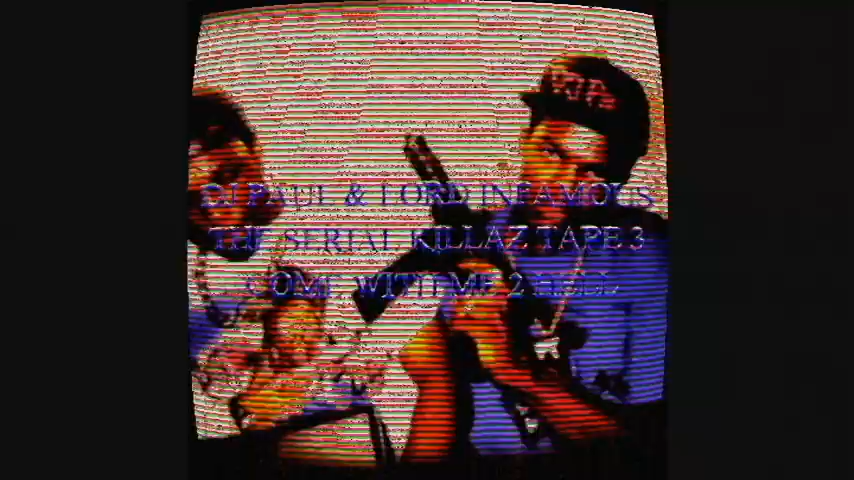 DJ PAUL & LORD INFAMOUS
THE SERIAL KILLAZ TAPE 3
COME WITH ME 2 HELL